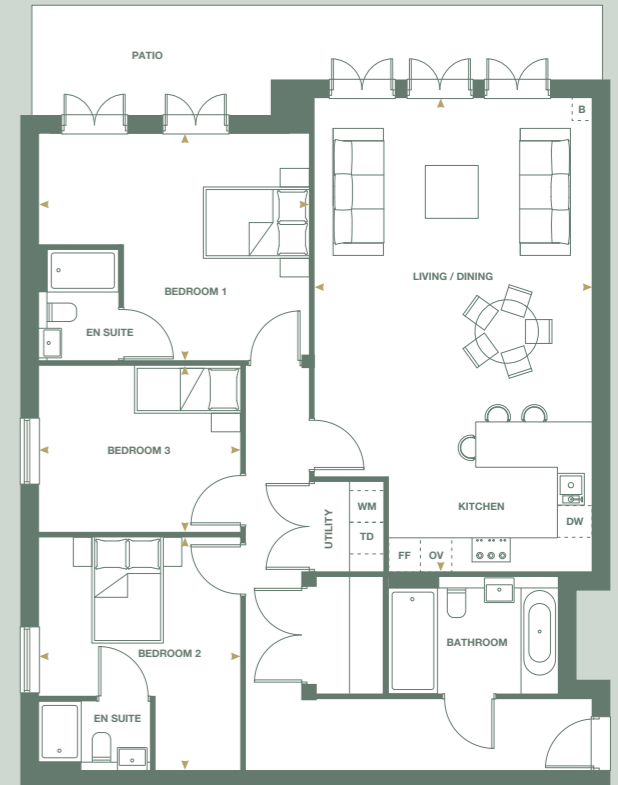 PATIO
B
LIVING / DINING
BEDROOM 1
EN SUITE
BEDROOM 3
KITCHEN
WM
UTILITY
TD
DW
FF
OV
BEDROOM 2
BATHROOM
EN SUITE